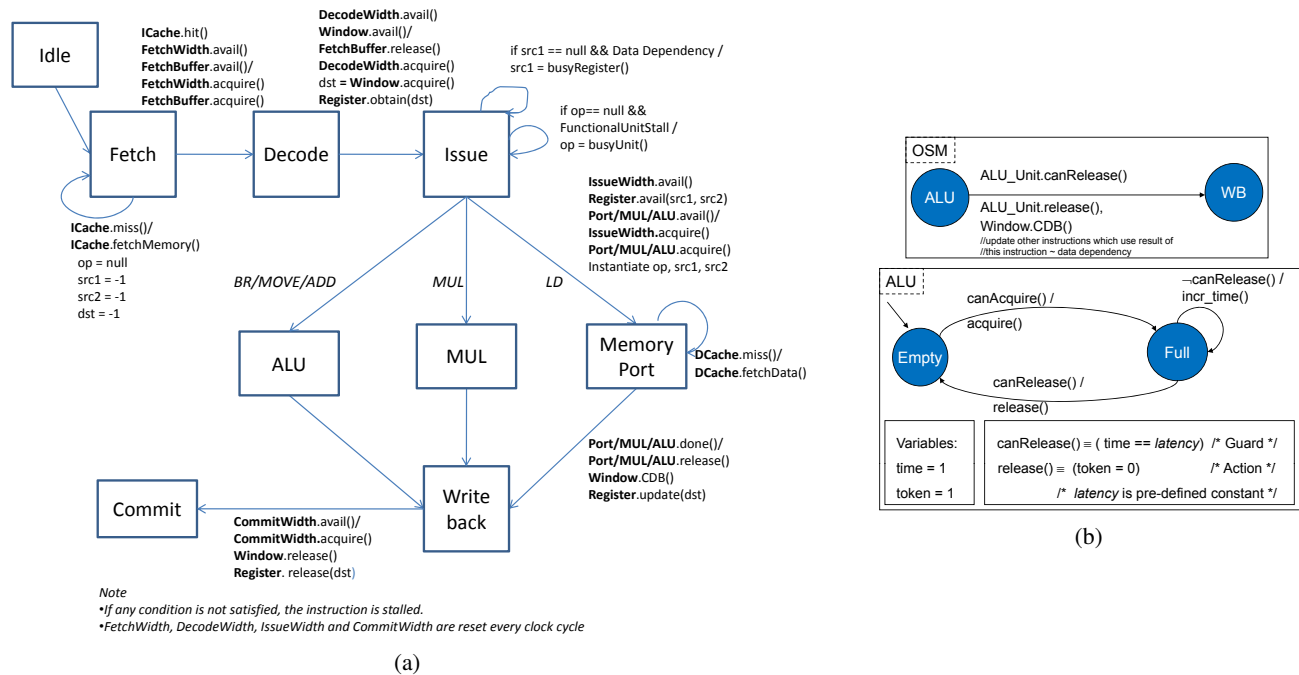 Idle
ICache.hit()
FetchWidth.avail()
FetchBuffer.avail()/
FetchWidth.acquire()
FetchBuffer.acquire()
DecodeWidth.avail()
Window.avail()/
FetchBuffer.release()
DecodeWidth.acquire()
dst = Window.acquire()
Register.obtain(dst)
if src1 == null && Data Dependency /
src1 = busyRegister()
if op== null &&
FunctionalUnitStall /
op = busyUnit()
Fetch
Decode
Issue
ICache.miss()/
ICache.fetchMemory()
op = null
src1 = -1
src2 = -1
dst = -1
IssueWidth.avail()
Register.avail(src1, src2)
Port/MUL/ALU.avail()/
IssueWidth.acquire()
Port/MUL/ALU.acquire()
Instantiate op, src1, src2
BR/MOVE/ADD
MUL
LD
ALU
MUL
Memory
Port
DCache.miss()/
DCache.fetchData()
Port/MUL/ALU.done()/
Port/MUL/ALU.release()
Window.CDB()
Register.update(dst)
Commit
Write
back
CommitWidth.avail()/
CommitWidth.acquire()
Window.release()
Register. release(dst)
Note
•If any condition is not satisfied, the instruction is stalled.
•FetchWidth, DecodeWidth, IssueWidth and CommitWidth are reset every clock cycle
(a)
OSM
ALU
ALU_Unit.canRelease()
WB
ALU_Unit.release(),
Window.CDB()
//update other instructions which use result of
//this instruction ~ data dependency
ALU
canAcquire() /
acquire()
¬canRelease() /
incr_time()
Empty
Full
canRelease() /
release()
Variables:
time = 1
token = 1
canRelease() ≡ ( time == latency) /* Guard */
release() ≡ (token = 0) /* Action */
/* latency is pre-defined constant */
(b)